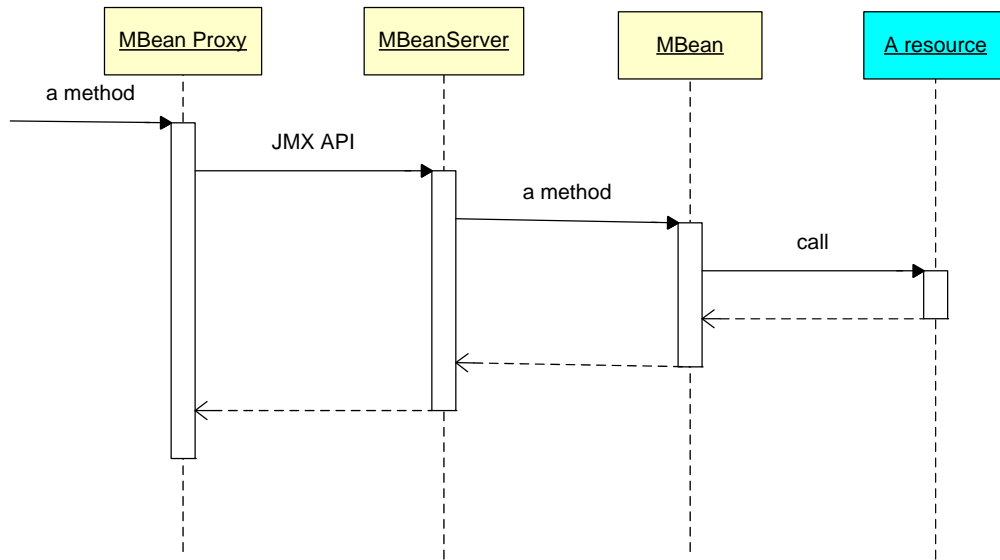 MBean Proxy
MBeanServer
MBean
A resource
a method
JMX API
a method
call